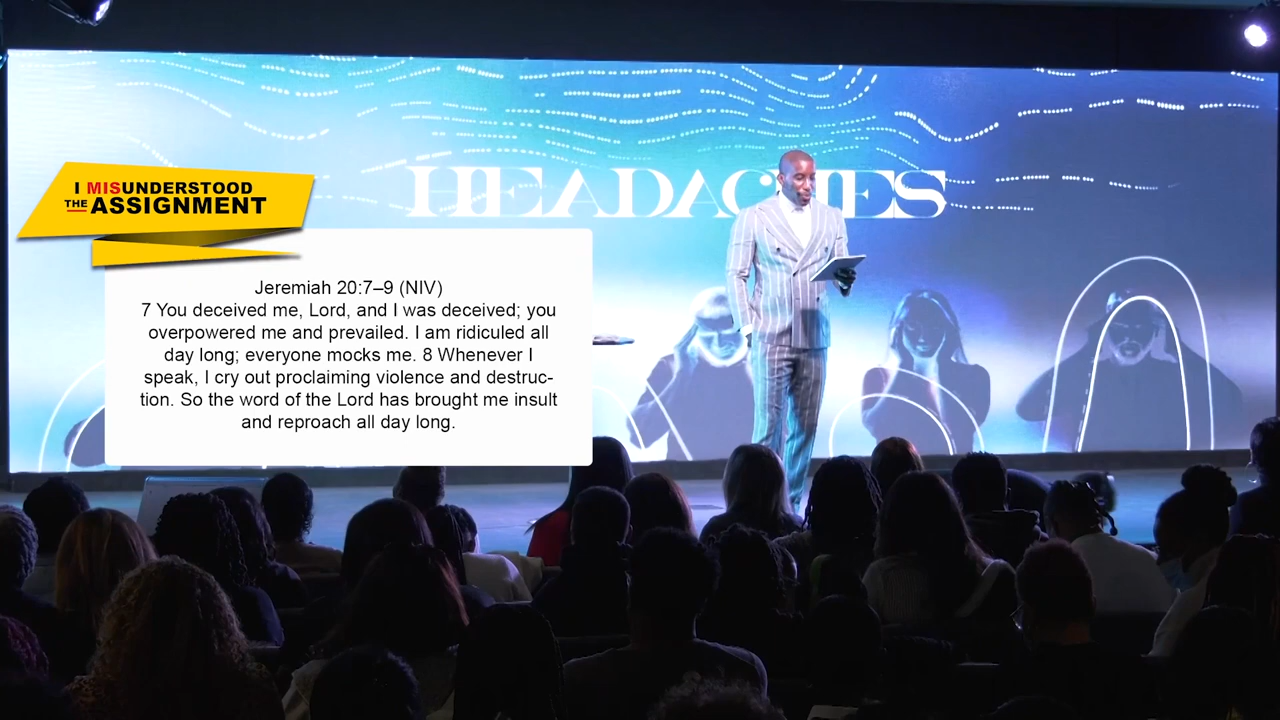 HEADACHES
I MISUNDERSTOOD
THE ASSIGNMENT
Jeremiah 20:7–9 (NIV)
7 You deceived me, Lord, and I was deceived; you
overpowered me and prevailed. I am ridiculed all
day long; everyone mocks me. 8 Whenever I
speak, I cry out proclaiming violence and destruc-
tion. So the word of the Lord has brought me insult
and reproach all day long.